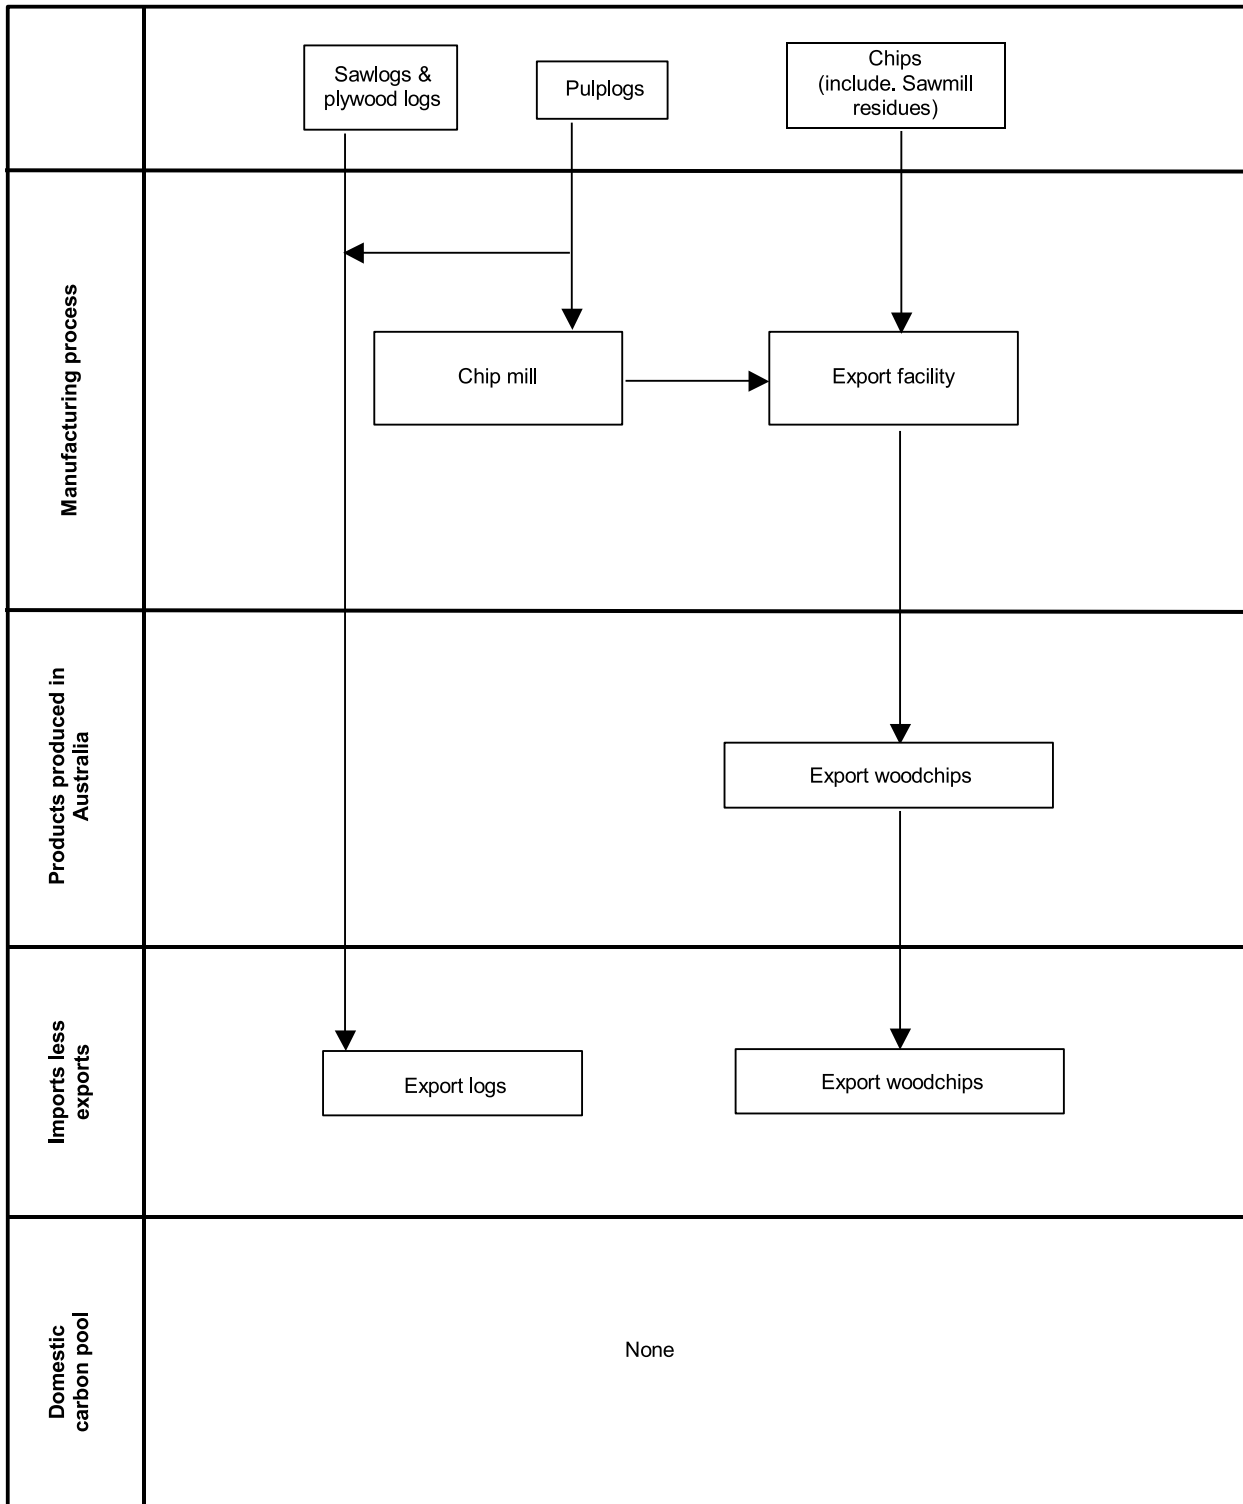 Sawlogs &
plywood logs
Pulplogs
Chips
(include. Sawmill
residues)
Manufacturing process
Chip mill
Export facility
Products produced in
Australia
Export woodchips
Imports less
exports
Export logs
Export woodchips
Domestic
carbon pool
None